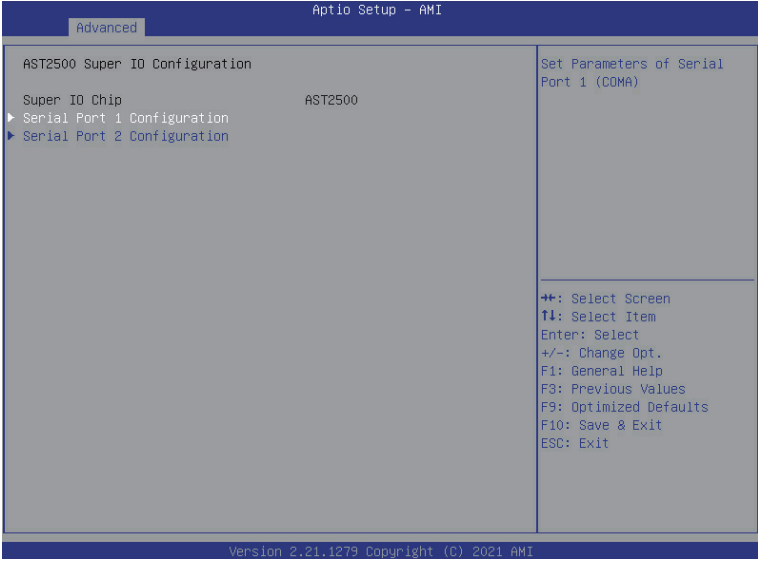 Aptio Setup – AMI
Advanced
AST2500 Super IO Configuration
Super IO Chip AST2500
Serial Port 1 Configuration
Serial Port 2 Configuration
Set Parameters of Serial
Port 1 (COMA)
→←: Select Screen
↑↓: Select Item
Enter: Select
+/-: Change Opt.
F1: General Help
F3: Previous Values
F9: Optimized Defaults
F10: Save & Exit
ESC: Exit
Version 2.21.1279 Copyright (C) 2021 AMI